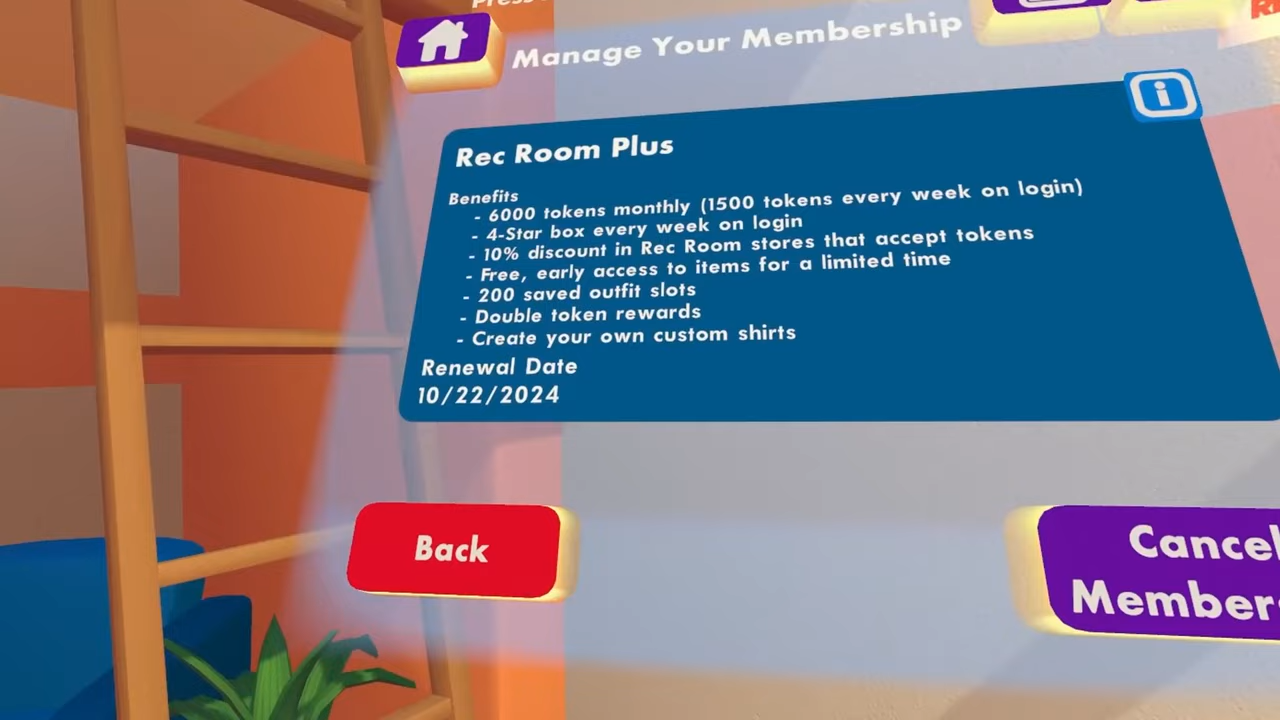 Manage Your Membership
Rec Room Plus
Benefits
- 6000 tokens monthly (1500 tokens every week on login)
- 4-Star box every week on login
- 10% discount in Rec Room stores that accept tokens
- Free, early access to items for a limited time
- 200 saved outfit slots
- Double token rewards
- Create your own custom shirts
Renewal Date
10/22/2024
Back
Cancel